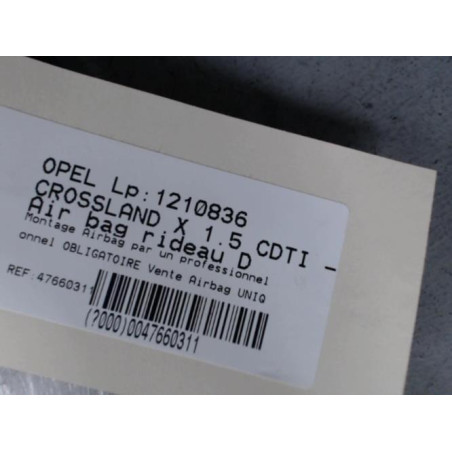 OPEL Lp:1210836
CROSSLAND X 1.5 CDTI -
Air bag rideau D
Montage Airbag par un professionnel
onnel OBLIGATOIRE Vente Airbag UNIQ
REF:47660311
(?000)0047660311